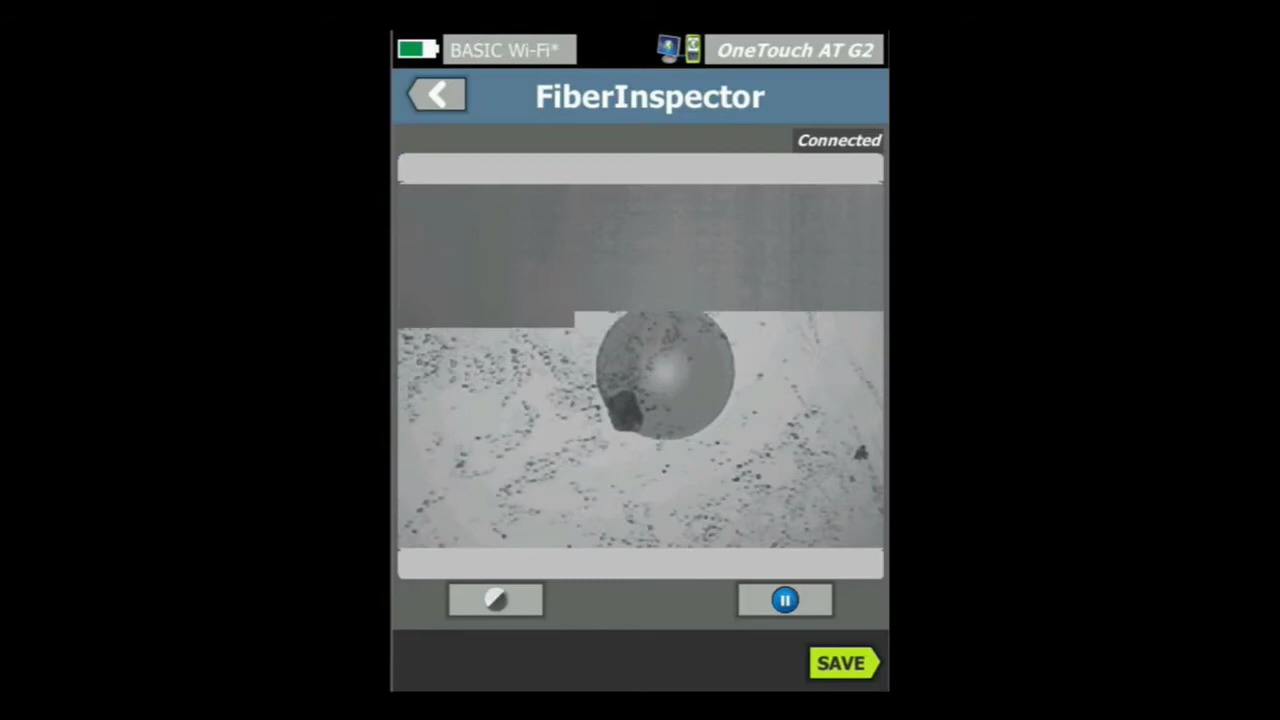 BASIC Wi-Fi*
OneTouch AT G2
FiberInspector
Connected
SAVE